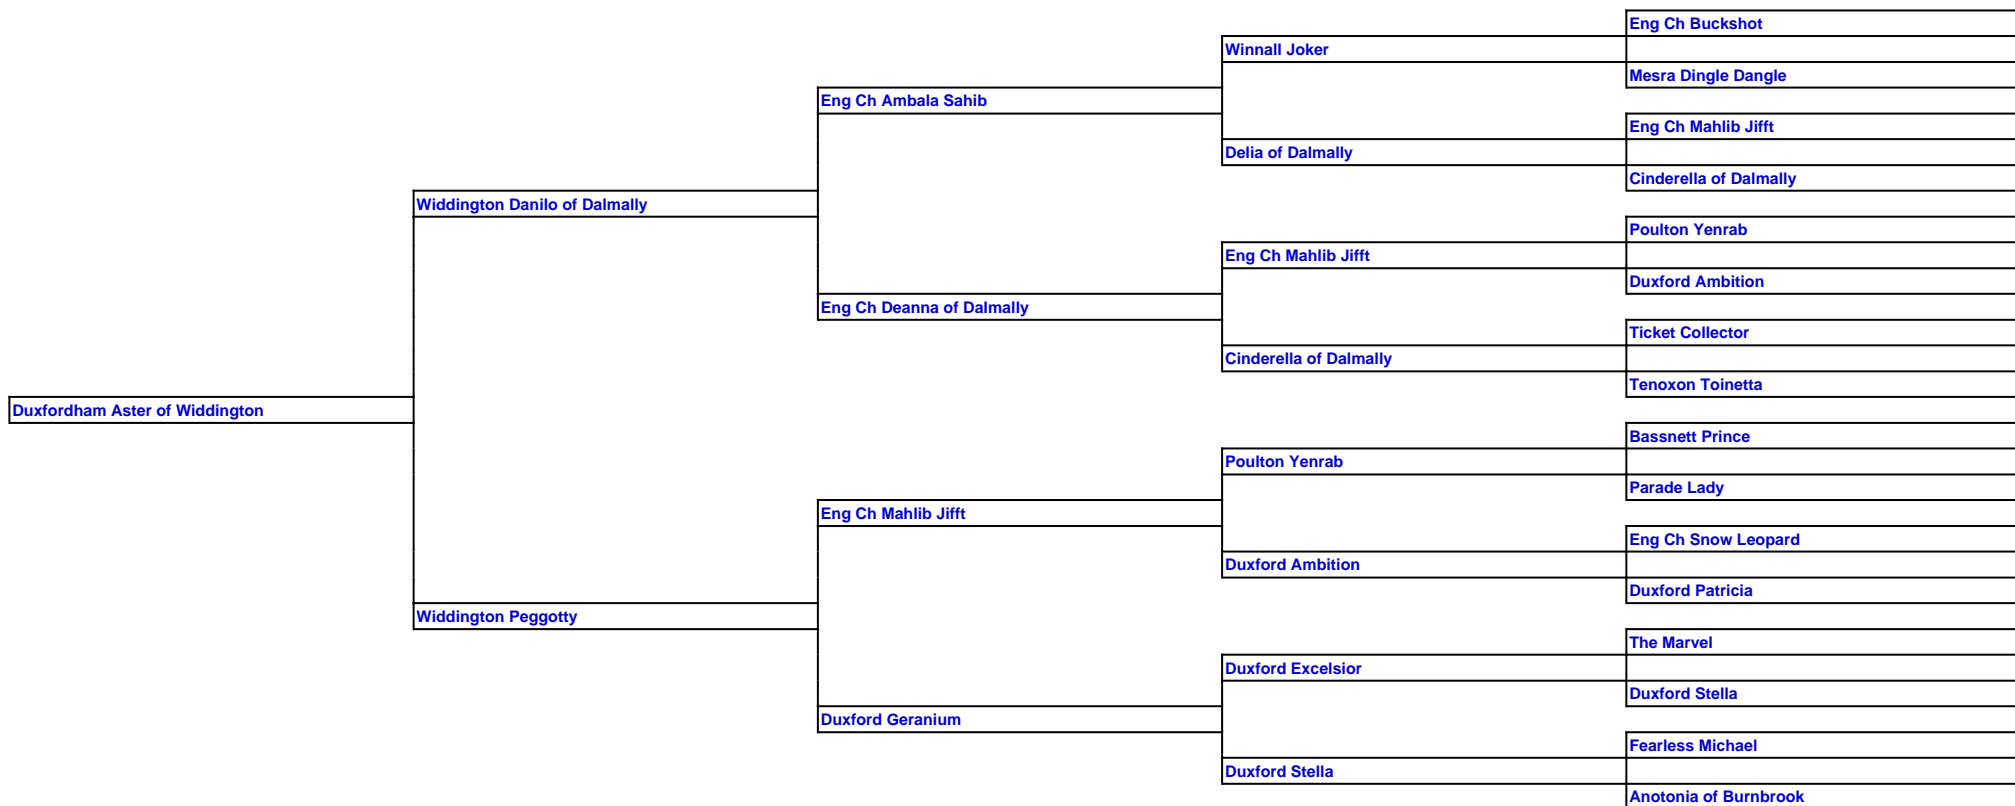 Eng Ch Buckshot
Winnall Joker
Mesra Dingle Dangle
Eng Ch Ambala Sahib
Eng Ch Mahlib Jifft
Delia of Dalmally
Cinderella of Dalmally
Widdington Danilo of Dalmally
Poulton Yenrab
Eng Ch Mahlib Jifft
Duxford Ambition
Eng Ch Deanna of Dalmally
Ticket Collector
Cinderella of Dalmally
Tenoxon Toinetta
Duxfordham Aster of Widdington
Bassnett Prince
Poulton Yenrab
Parade Lady
Eng Ch Mahlib Jifft
Eng Ch Snow Leopard
Duxford Ambition
Duxford Patricia
Widdington Peggotty
The Marvel
Duxford Excelsior
Duxford Stella
Duxford Geranium
Fearless Michael
Duxford Stella
Anotonia of Burnbrook